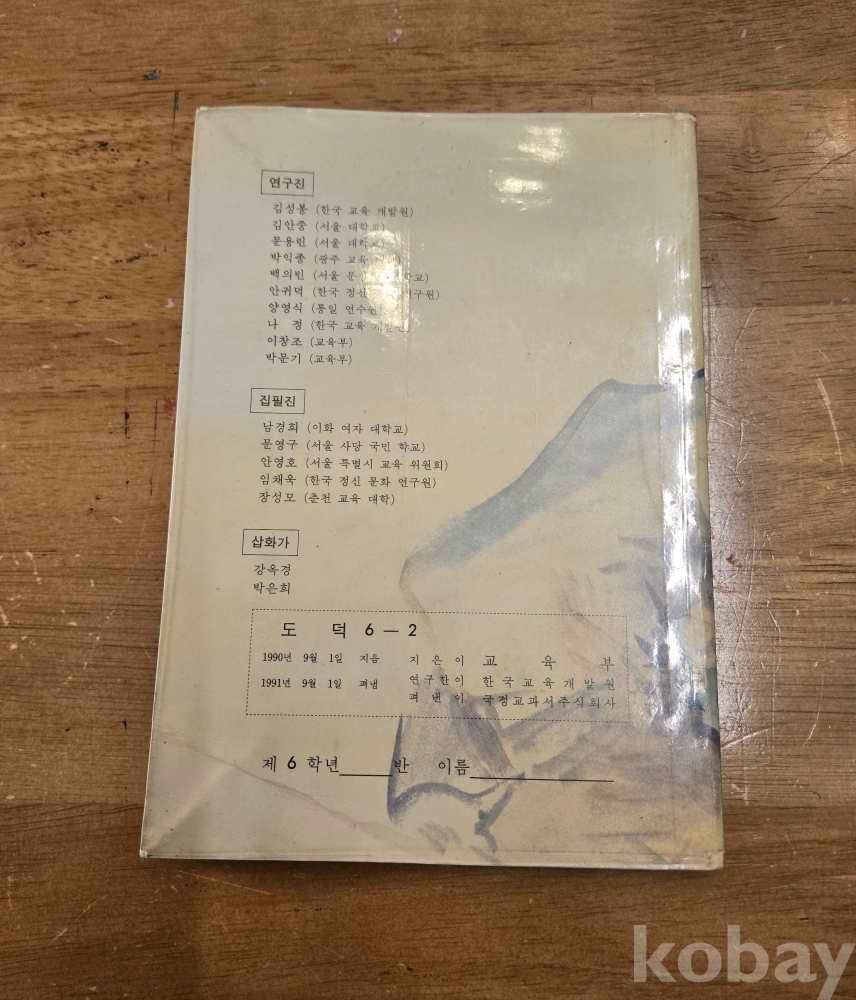 연구진
김성봉 (한국 교육 개발원)
김안중 (서울 대학교)
문용린 (서울 대학교)
박익중 (광주 교육
백의빈 (서울
안귀덕 (한국 정신 연구원)
양영식 (통일 연수원)
나 정 (한국 교육 개발원)
이창조 (교육부)
박문기 (교육부)
집필진
남경희 (이화 여자 대학교)
문영구 (서울 사당 국민 학교)
안영호 (서울 특별시 교육 위원회)
임채욱 (한국 정신 문화 연구원)
장성모 (춘천 교육 대학)
삽화가
강옥경
박은희
도 덕 6-2
1990년 9월 1일 지음 지은이 교육부
1991년 9월 1일 펴냄 연구한이 한국교육개발원
펴낸이 국정교과서주식회사
제 6 학년 반 이름
kobay